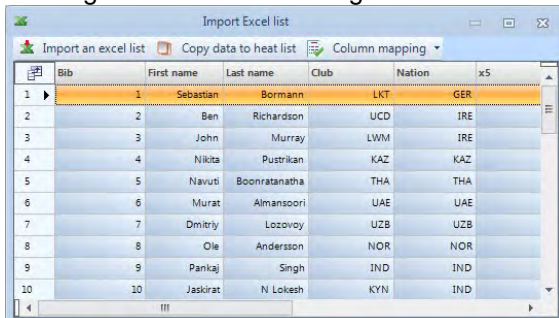 Import Excel list
Import an excel list Copy data to heat list Column mapping
Bib First name Last name Club Nation x5
1 1 Sebastian Bormann LKT GER
2 2 Ben Richardson UCD IRE
3 3 John Murray LWM IRE
4 4 Nikita Pustrikan KAZ KAZ
5 5 Navuti Boonratanatha THA THA
6 6 Murat Almansoori UAE UAE
7 7 Dmitriy Lozovoy UZB UZB
8 8 Ole Andersson NOR NOR
9 9 Pankaj Singh IND IND
10 10 Jaskirat N Lokesh KYN IND